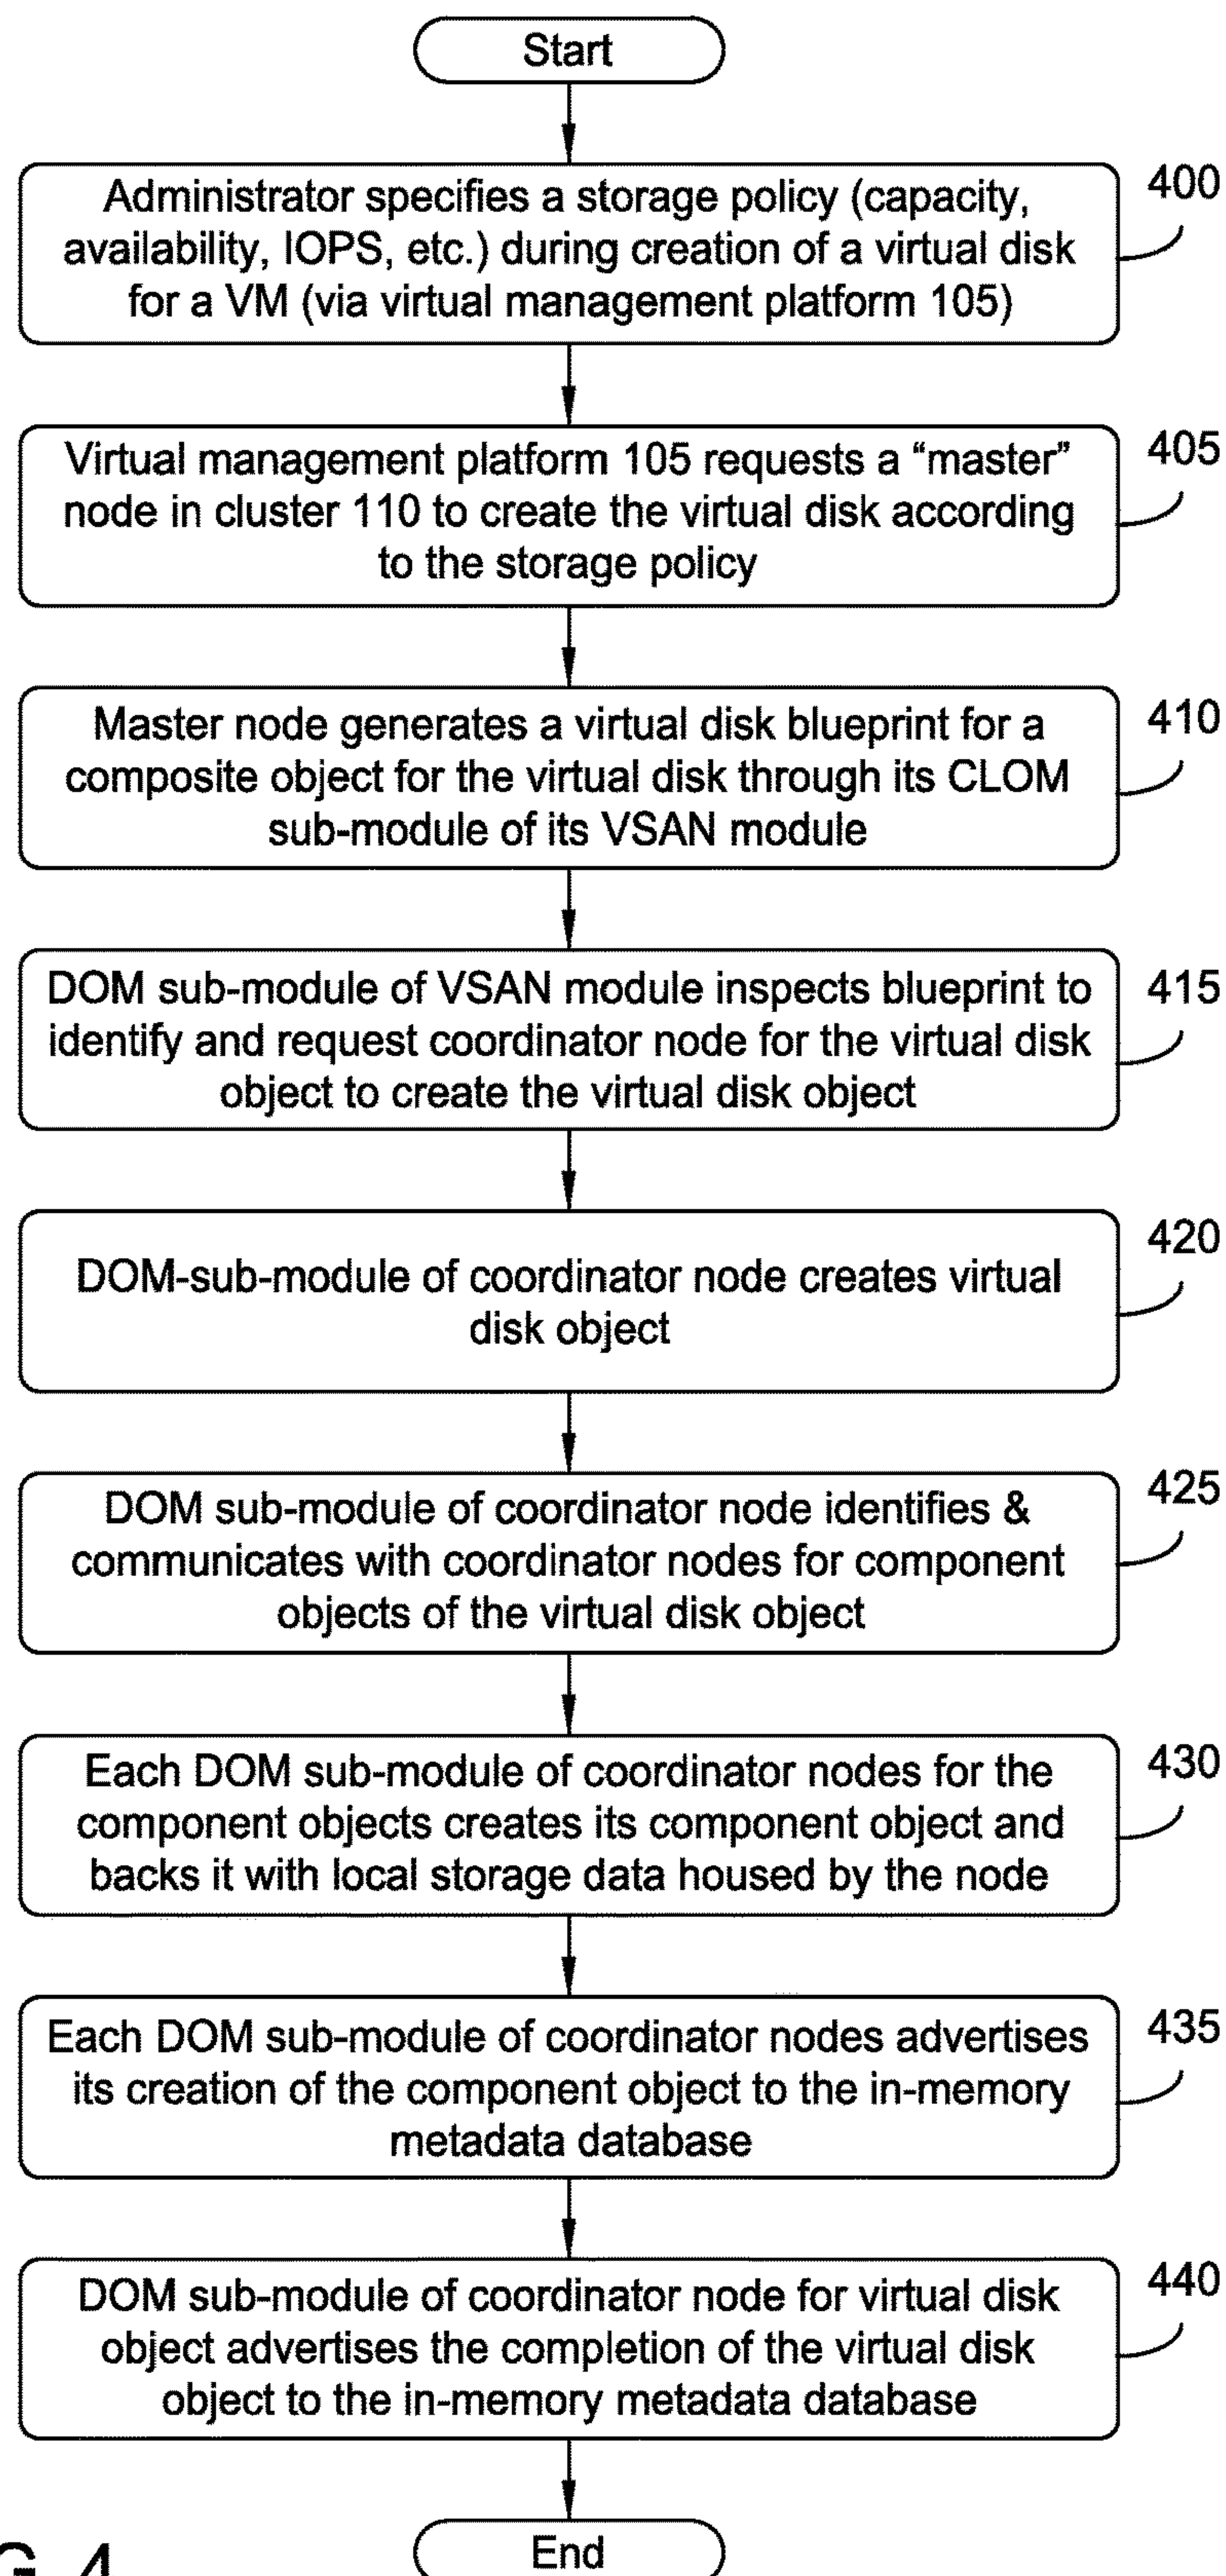 Start
Administrator specifies a storage policy (capacity,
availability, IOPS, etc.) during creation of a virtual disk
for a VM (via virtual management platform 105)
400
Virtual management platform 105 requests a “master”
node in cluster 110 to create the virtual disk according
to the storage policy
405
Master node generates a virtual disk blueprint for a
composite object for the virtual disk through its CLOM
sub-module of its VSAN module
410
DOM sub-module of VSAN module inspects blueprint to
identify and request coordinator node for the virtual disk
object to create the virtual disk object
415
DOM-sub-module of coordinator node creates virtual
disk object
420
DOM sub-module of coordinator node identifies &
communicates with coordinator nodes for component
objects of the virtual disk object
425
Each DOM sub-module of coordinator nodes for the
component objects creates its component object and
backs it with local storage data housed by the node
430
Each DOM sub-module of coordinator nodes advertises
its creation of the component object to the in-memory
metadata database
435
DOM sub-module of coordinator node for virtual disk
object advertises the completion of the virtual disk
object to the in-memory metadata database
440
End